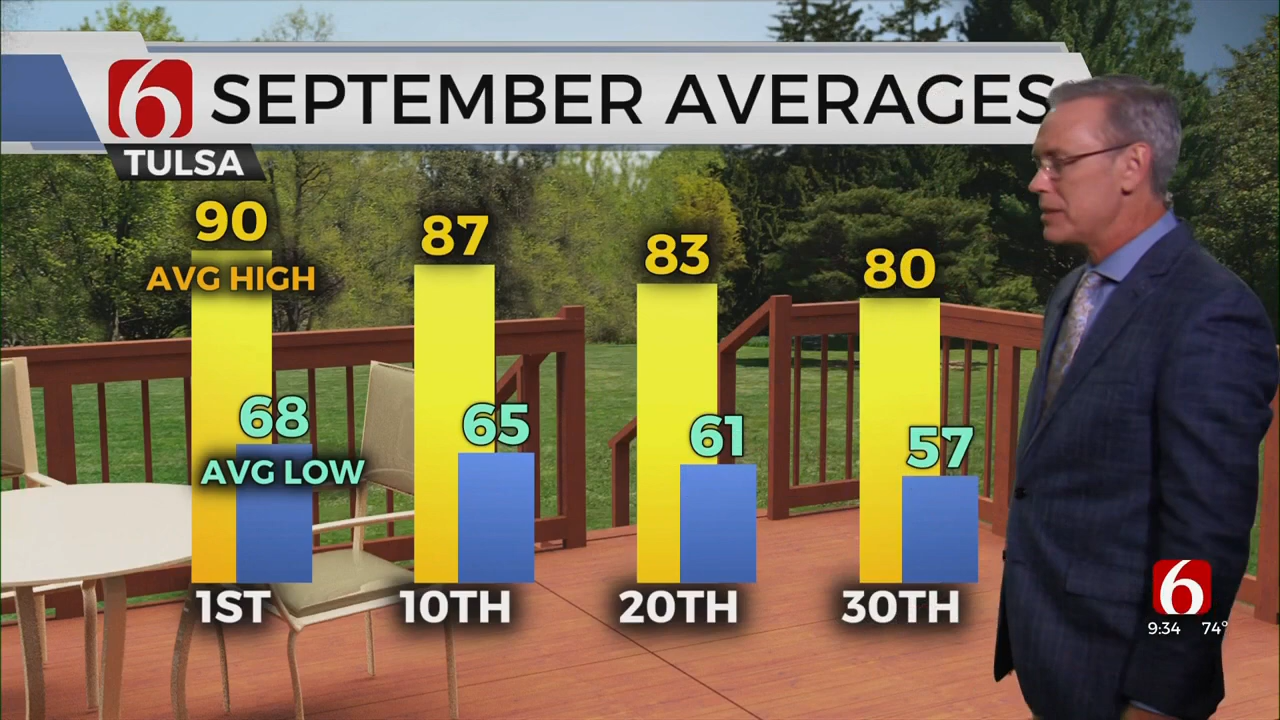 6 SEPTEMBER AVERAGES
TULSA
90 87 83 80
AVG HIGH
68 65 61 57
AVG LOW
1ST 10TH 20TH 30TH
6
9:34 74°